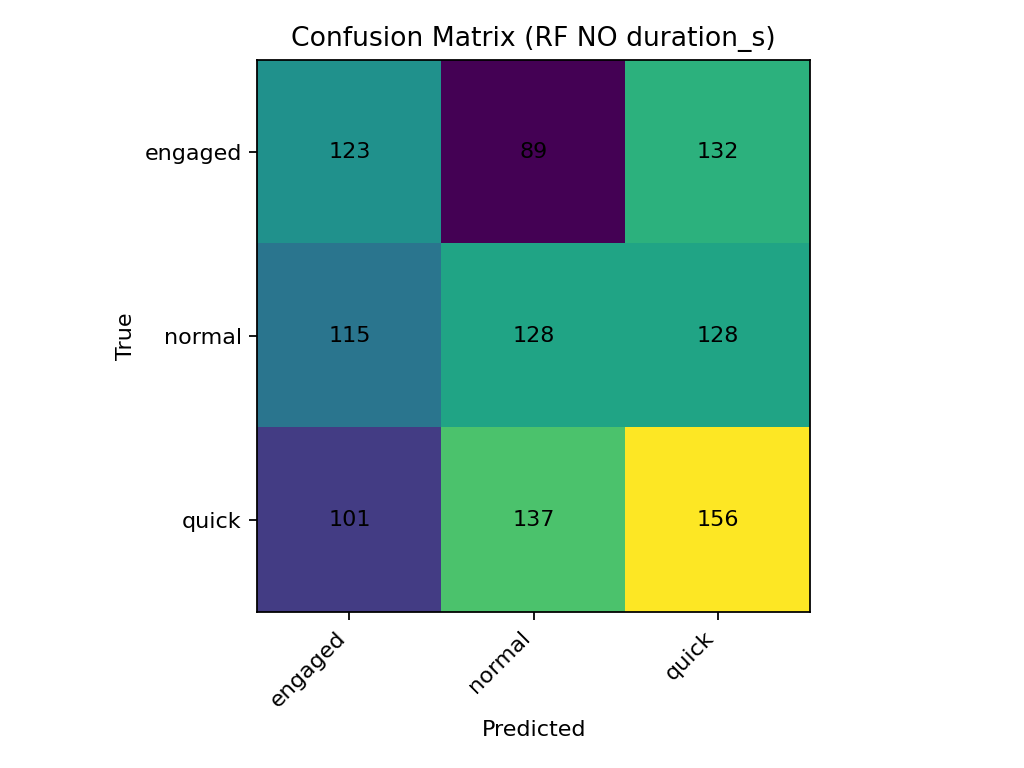 Confusion Matrix (RF NO duration_s)
engaged 123 89 132
True
normal 115 128 128
quick 101 137 156
engaged normal quick
Predicted